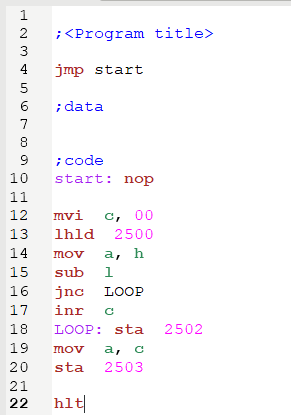 1
2 ;<Program title>
3
4 jmp start
5
6 ;data
7
8
9 ;code
10 start: nop
11
12 mvi c, 00
13 lhld 2500
14 mov a, h
15 sub l
16 jnc LOOP
17 inr c
18 LOOP: sta 2502
19 mov a, c
20 sta 2503
21
22 hlt